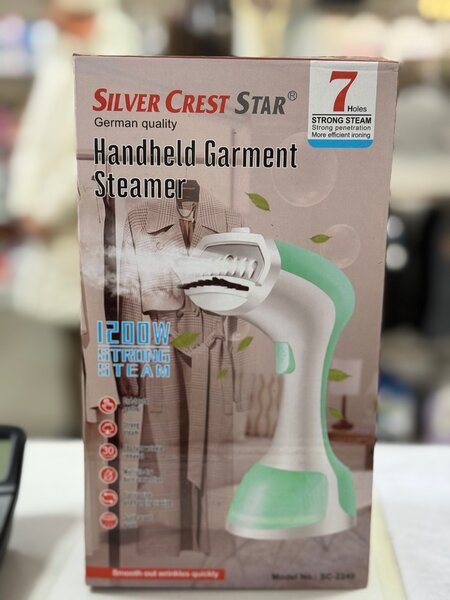 SILVER CREST STAR®
German quality
Handheld Garment
Steamer
7
Holes
STRONG STEAM
Strong penetration
More efficient ironing
1200W
STRONG
STEAM
30
Smooth out wrinkles quickly
Model No.: SC-2240